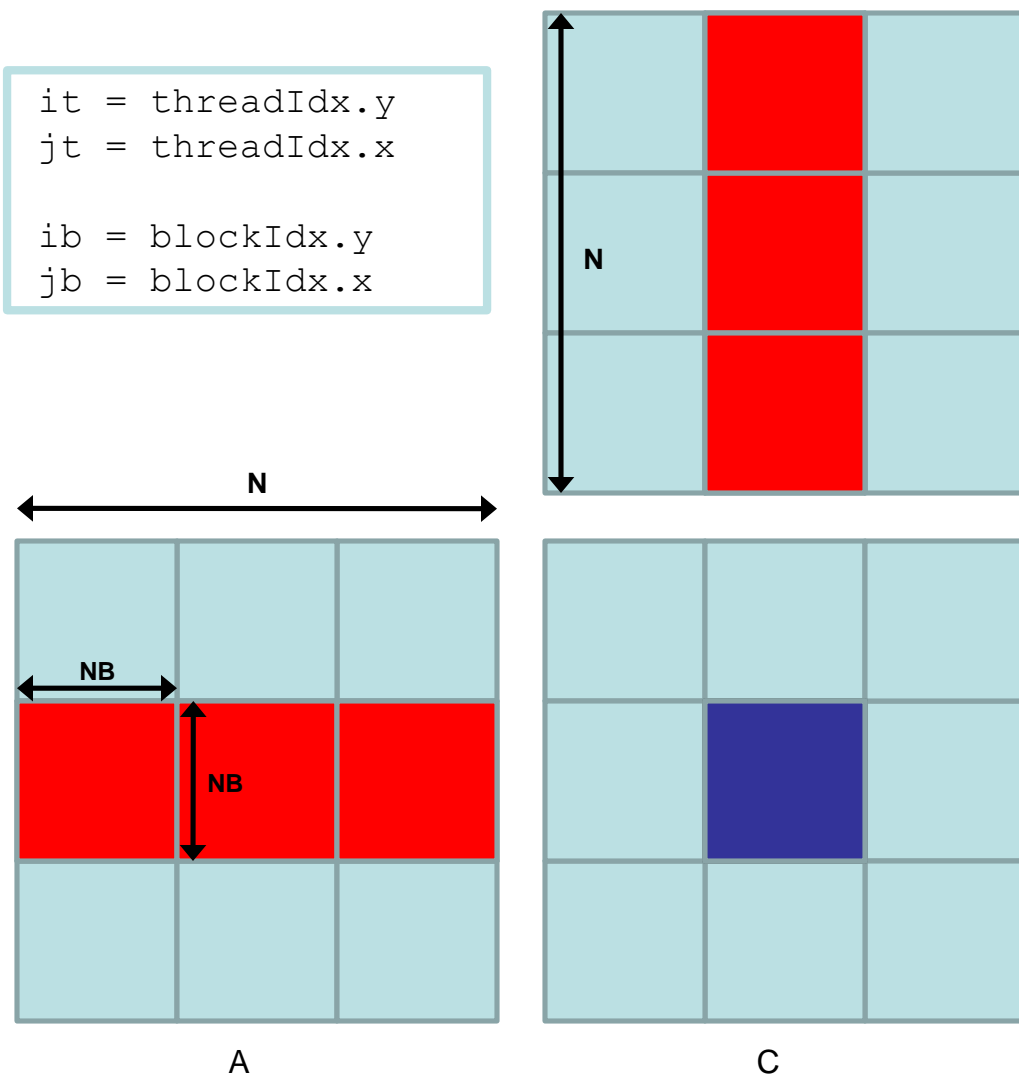 it = threadIdx.y
jt = threadIdx.x
ib = blockIdx.y
jb = blockIdx.x
N
N
NB
NB
A
C